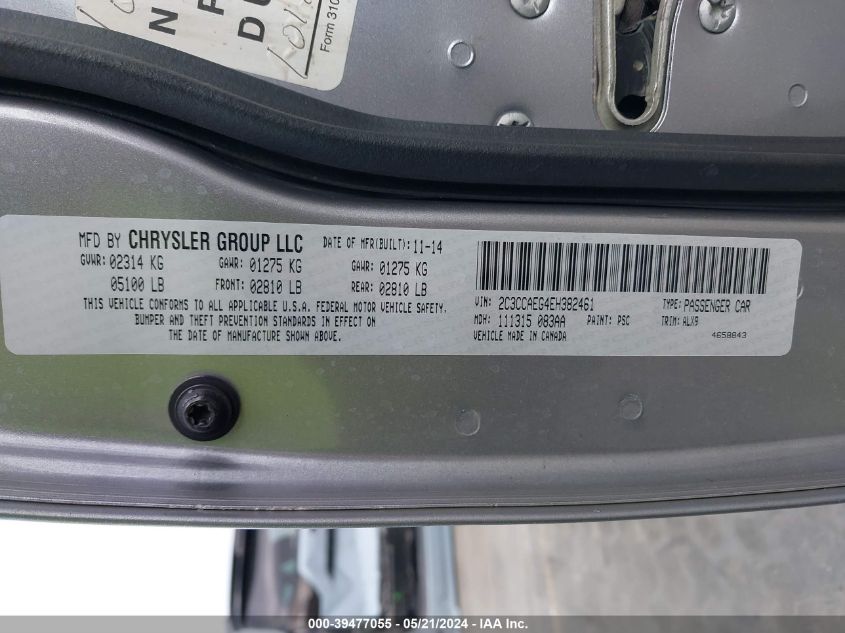 Form 310
MFD BY CHRYSLER GROUP LLC DATE OF MFR(BUILT): 11-14
GVWR: 02314 KG GAWR: 01275 KG GAWR: 01275 KG
05100 LB FRONT: 02810 LB REAR: 02810 LB
THIS VEHICLE CONFORMS TO ALL APPLICABLE U.S.A. FEDERAL MOTOR VEHICLE SAFETY.
BUMPER AND THEFT PREVENTION STANDARDS IN EFFECT ON
THE DATE OF MANUFACTURE SHOWN ABOVE.
VIN: 2C3CCAEG4EH382461 TYPE: PASSENGER CAR
MDH: 111315 083AA PAINT: PSC TRIM: ALX9
VEHICLE MADE IN CANADA 4658843
000-39477055 - 05/21/2024 - IAA Inc.